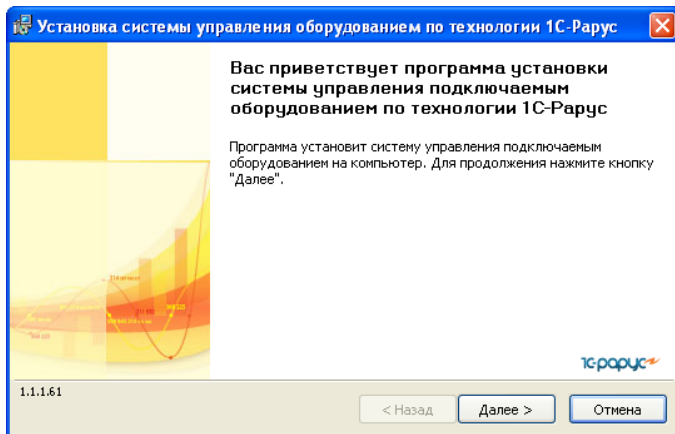 Установка системы управления оборудованием по технологии 1С-Рарус
Вас приветствует программа установки
системы управления подключаемым
оборудованием по технологии 1С-Рарус
Программа установит систему управления подключаемым
оборудованием на компьютер. Для продолжения нажмите кнопку
"Далее".
1С-рарус
1.1.1.61
< Назад
Далее >
Отмена